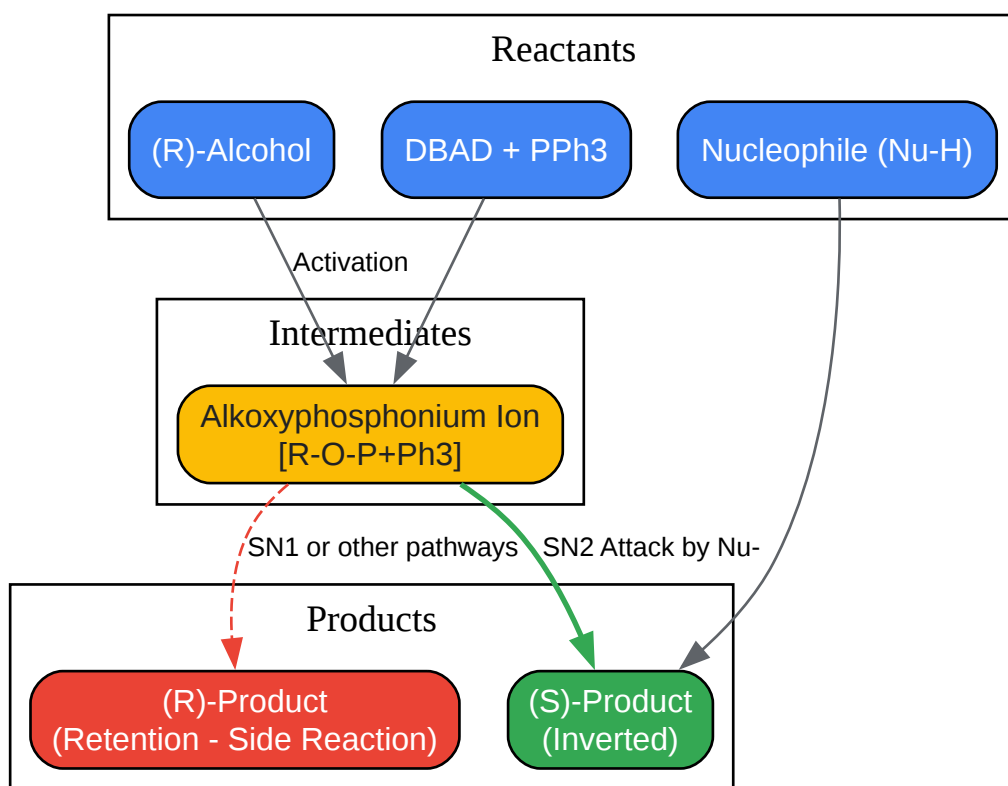 Reactants
(R)-Alcohol
DBAD + PPh3
Nucleophile (Nu-H)
Activation
Intermediates
Alkoxyphosphonium Ion
[R-O-P+Ph3]
SN1 or other pathways
SN2 Attack by Nu-
Products
(R)-Product
(Retention - Side Reaction)
(S)-Product
(Inverted)